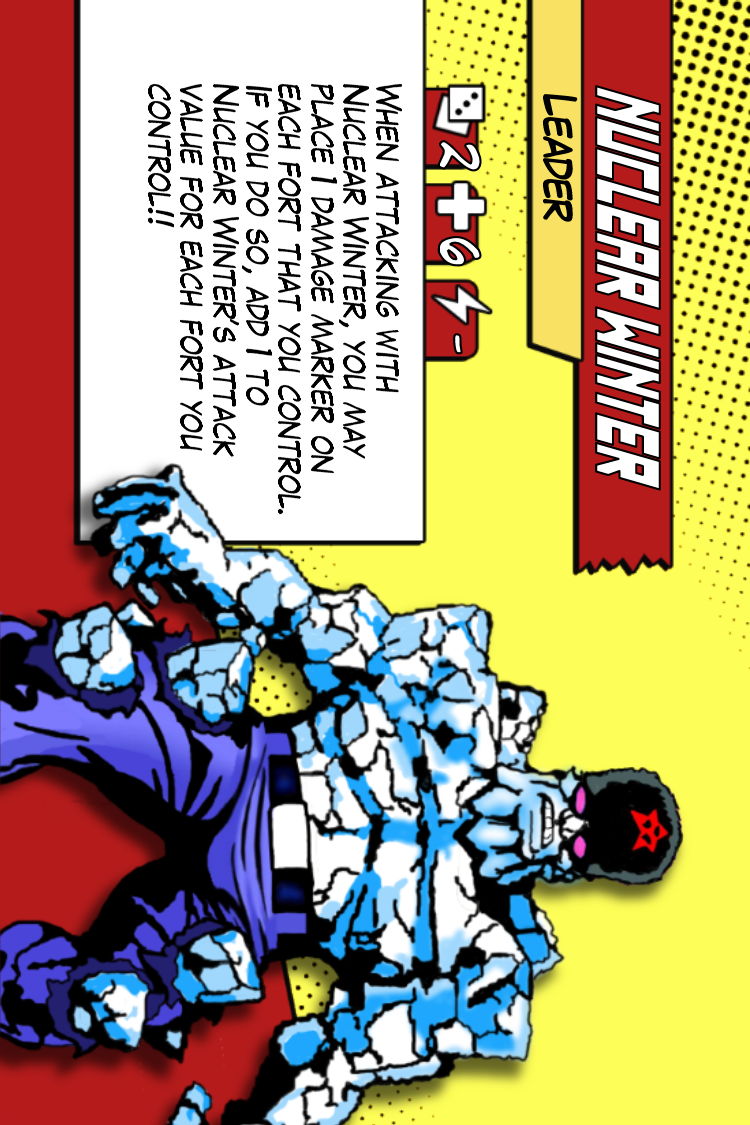 NUCLEAR WINTER
LEADER
2 6 -
WHEN ATTACKING WITH
NUCLEAR WINTER, YOU MAY
PLACE 1 DAMAGE MARKER ON
EACH FORT THAT YOU CONTROL.
IF YOU DO SO, ADD 1 TO
NUCLEAR WINTER'S ATTACK
VALUE FOR EACH FORT YOU
CONTROL!!